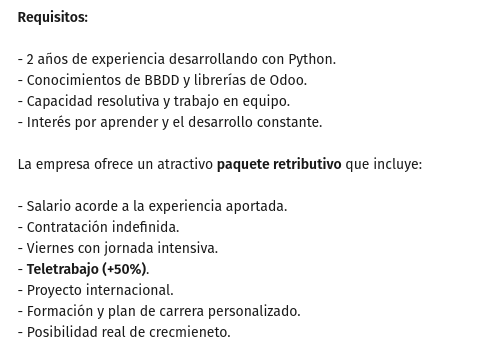 Requisitos:
- 2 años de experiencia desarrollando con Python.
- Conocimientos de BBDD y librerías de Odoo.
- Capacidad resolutiva y trabajo en equipo.
- Interés por aprender y el desarrollo constante.
La empresa ofrece un atractivo paquete retributivo que incluye:
- Salario acorde a la experiencia aportada.
- Contratación indefinida.
- Viernes con jornada intensiva.
- Teletrabajo (+50%).
- Proyecto internacional.
- Formación y plan de carrera personalizado.
- Posibilidad real de crecmieneto.